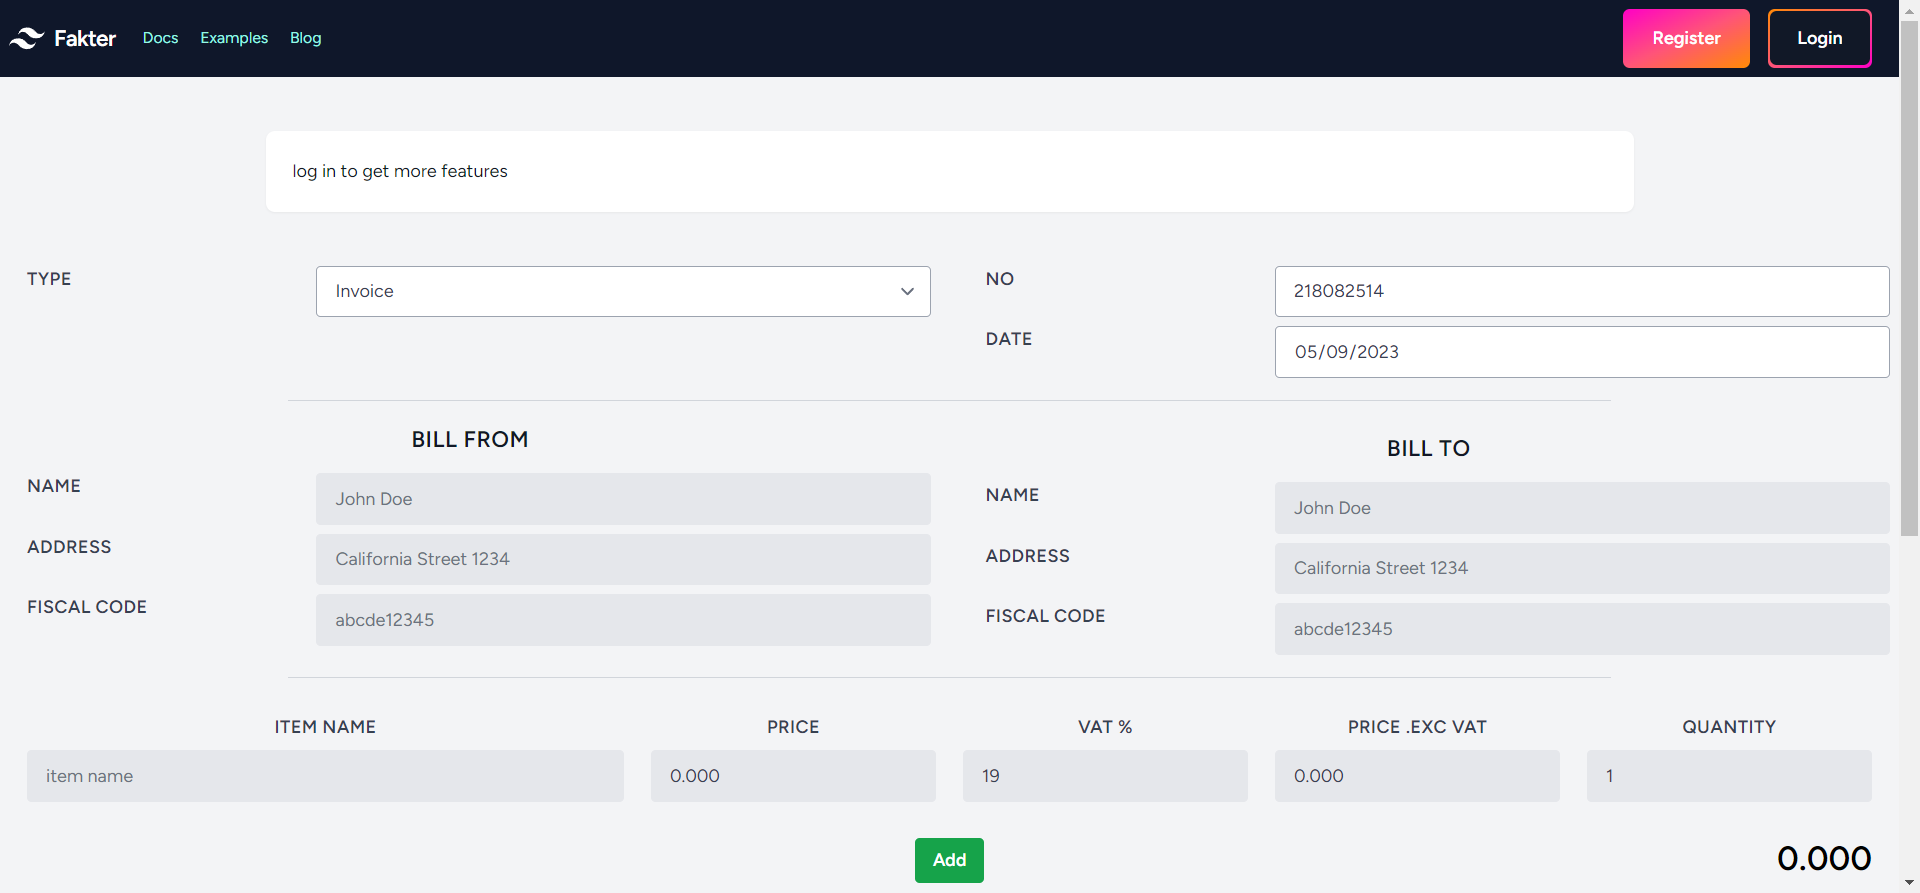 Fakter Docs Examples Blog Register Login
log in to get more features
TYPE Invoice NO 218082514
DATE 05/09/2023
BILL FROM
NAME John Doe
ADDRESS California Street 1234
FISCAL CODE abcde12345
BILL TO
NAME John Doe
ADDRESS California Street 1234
FISCAL CODE abcde12345
ITEM NAME PRICE VAT % PRICE .EXC VAT QUANTITY
item name 0.000 19 0.000 1
Add 0.000